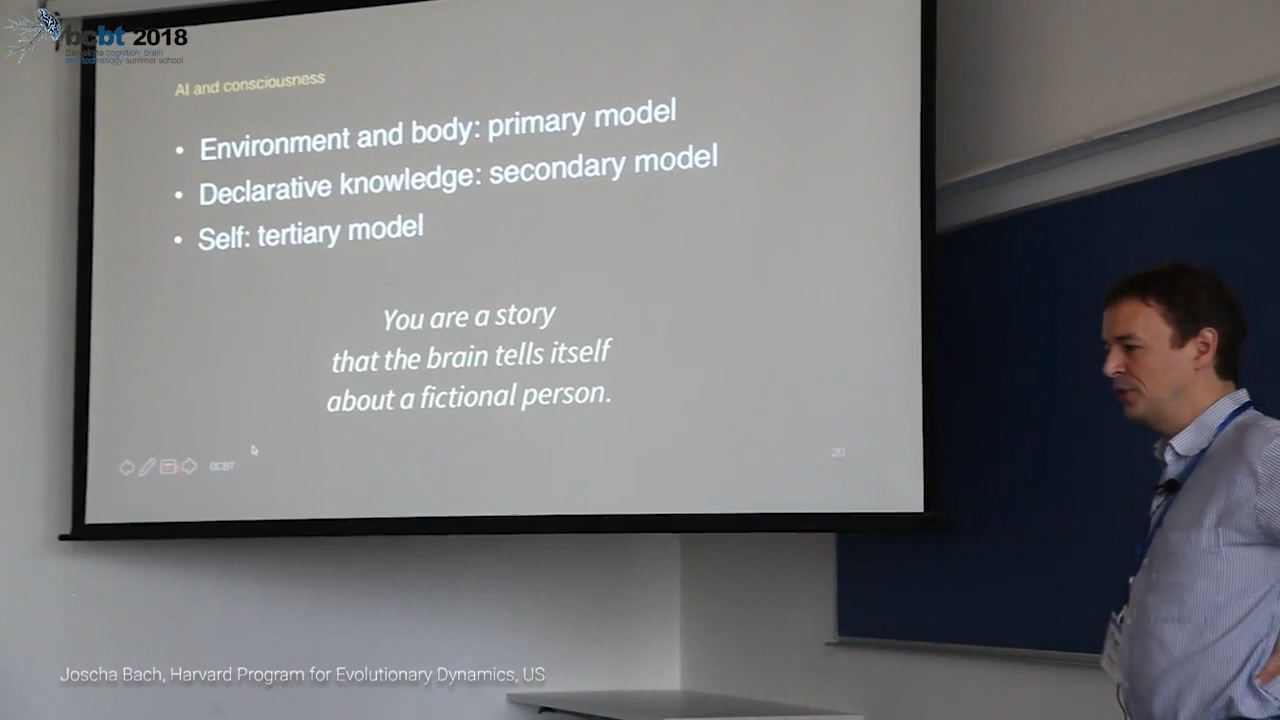 bcbt 2018
Barcelona cognition, brain
and technology summer school
AI and consciousness
• Environment and body: primary model
• Declarative knowledge: secondary model
• Self: tertiary model
You are a story
that the brain tells itself
about a fictional person.
BCBT
20
Joscha Bach, Harvard Program for Evolutionary Dynamics, US